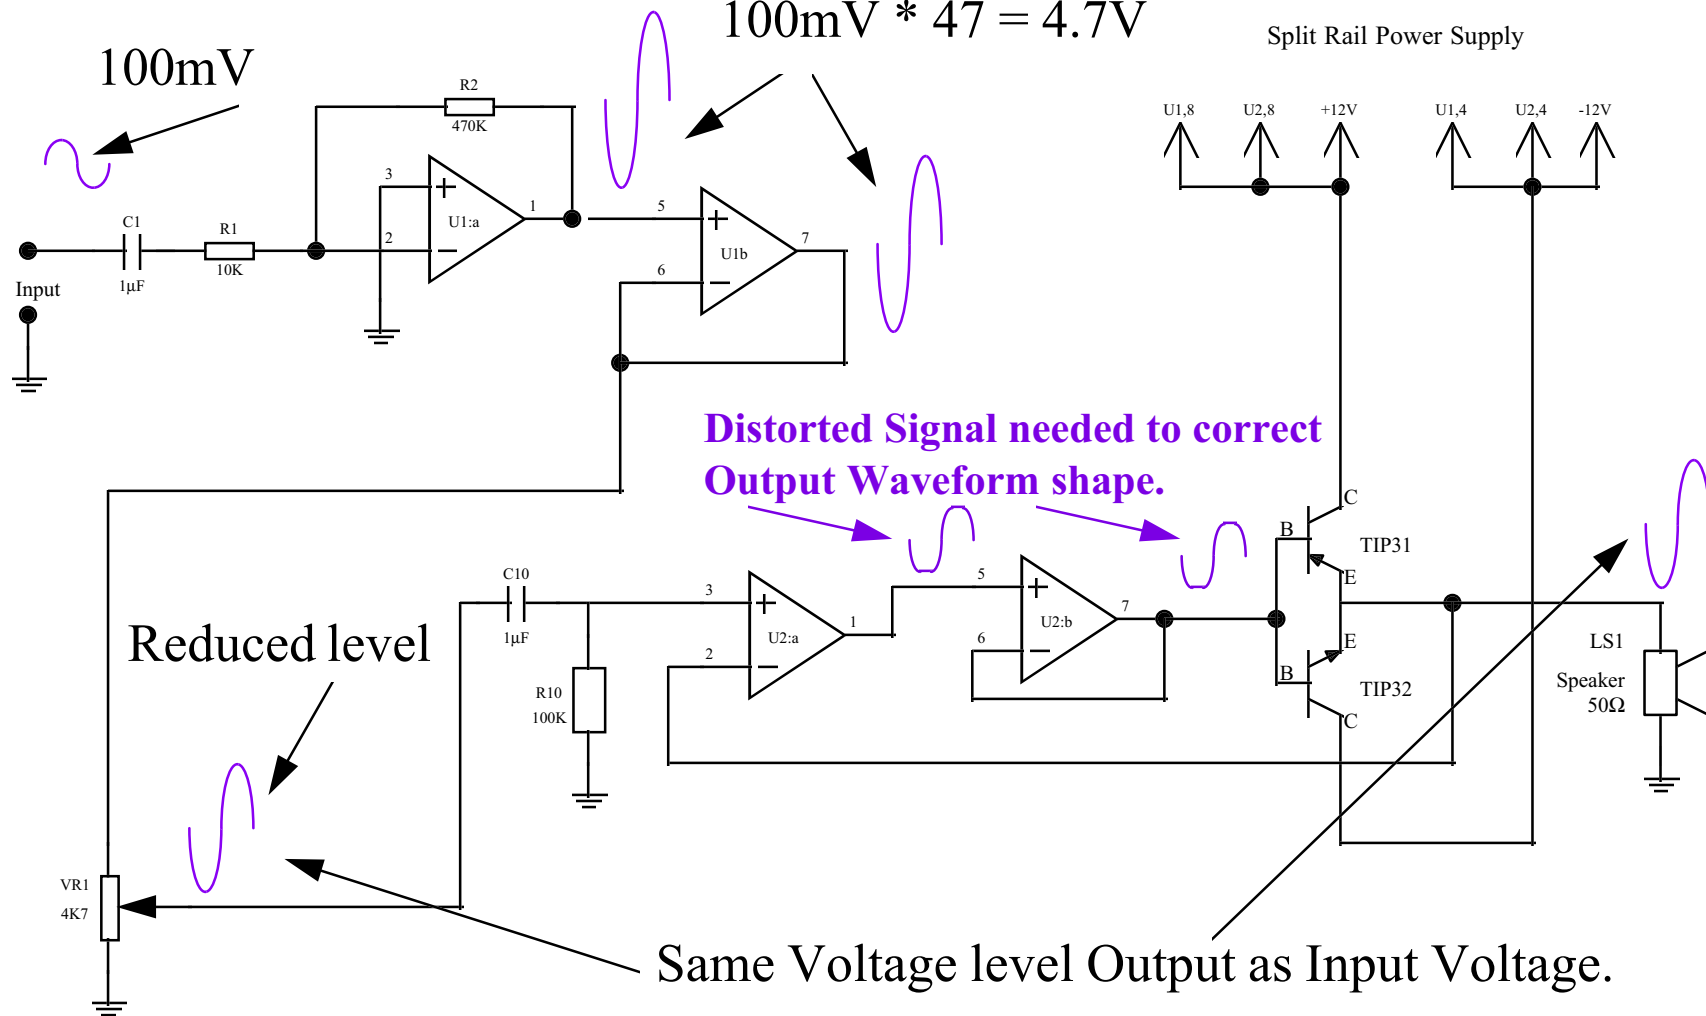 100mV * 47 = 4.7V
Split Rail Power Supply
100mV
R2
470K
U1,8
U2,8
+12V
U1,4
U2,4
-12V
3
+
U1:a
1
2
−
C1
1µF
R1
10K
Input
5
+
U1b
7
6
−
Distorted Signal needed to correct
Output Waveform shape.
C
B
TIP31
E
E
B
TIP32
C
C10
1µF
3
+
U2:a
1
2
−
5
+
U2:b
7
6
−
R10
100K
Reduced level
LS1
Speaker
50Ω
VR1
4K7
Same Voltage level Output as Input Voltage.